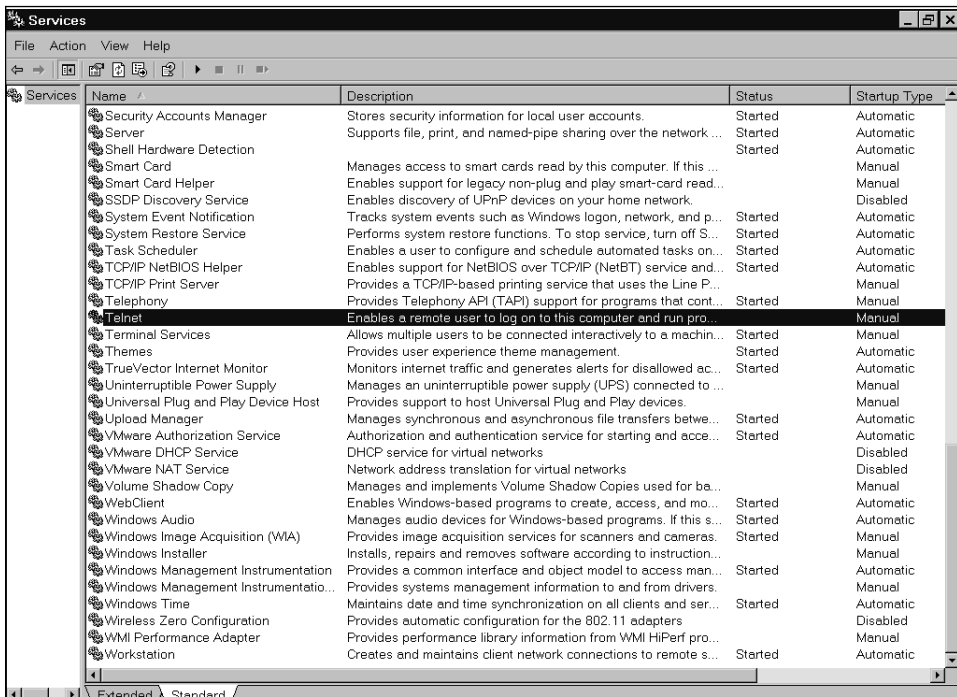 Services
File Action View Help
Services Name Description Status Startup Type
Security Accounts Manager Stores security information for local user accounts. Started Automatic
Server Supports file, print, and named-pipe sharing over the network ... Started Automatic
Shell Hardware Detection Started Automatic
Smart Card Manages access to smart cards read by this computer. If this ... Manual
Smart Card Helper Enables support for legacy non-plug and play smart-card read... Manual
SSDP Discovery Service Enables discovery of UPnP devices on your home network. Disabled
System Event Notification Tracks system events such as Windows logon, network, and p... Started Automatic
System Restore Service Performs system restore functions. To stop service, turn off S... Started Automatic
Task Scheduler Enables a user to configure and schedule automated tasks on... Started Automatic
TCP/IP NetBIOS Helper Enables support for NetBIOS over TCP/IP (NetBT) service and... Started Automatic
TCP/IP Print Server Provides a TCP/IP-based printing service that uses the Line P... Manual
Telephony Provides Telephony API (TAPI) support for programs that cont... Started Manual
Telnet Enables a remote user to log on to this computer and run pro... Manual
Terminal Services Allows multiple users to be connected interactively to a machin... Started Manual
Themes Provides user experience theme management. Started Automatic
TrueVector Internet Monitor Monitors internet traffic and generates alerts for disallowed ac... Started Automatic
Uninterruptible Power Supply Manages an uninterruptible power supply (UPS) connected to ... Manual
Universal Plug and Play Device Host Provides support to host Universal Plug and Play devices. Manual
Upload Manager Manages synchronous and asynchronous file transfers betwe... Started Automatic
VMware Authorization Service Authorization and authentication service for starting and acce... Started Automatic
VMware DHCP Service DHCP service for virtual networks Disabled
VMware NAT Service Network address translation for virtual networks Disabled
Volume Shadow Copy Manages and implements Volume Shadow Copies used for ba... Manual
WebClient Enables Windows-based programs to create, access, and mo... Started Automatic
Windows Audio Manages audio devices for Windows-based programs. If this s... Started Automatic
Windows Image Acquisition (WIA) Provides image acquisition services for scanners and cameras. Started Manual
Windows Installer Installs, repairs and removes software according to instruction... Manual
Windows Management Instrumentation Provides a common interface and object model to access man... Started Automatic
Windows Management Instrumentatio... Provides systems management information to and from drivers. Manual
Windows Time Maintains date and time synchronization on all clients and ser... Started Automatic
Wireless Zero Configuration Provides automatic configuration for the 802.11 adapters Disabled
WMI Performance Adapter Provides performance library information from WMI HiPerf pro... Manual
Workstation Creates and maintains client network connections to remote s... Started Automatic
Extended Standard